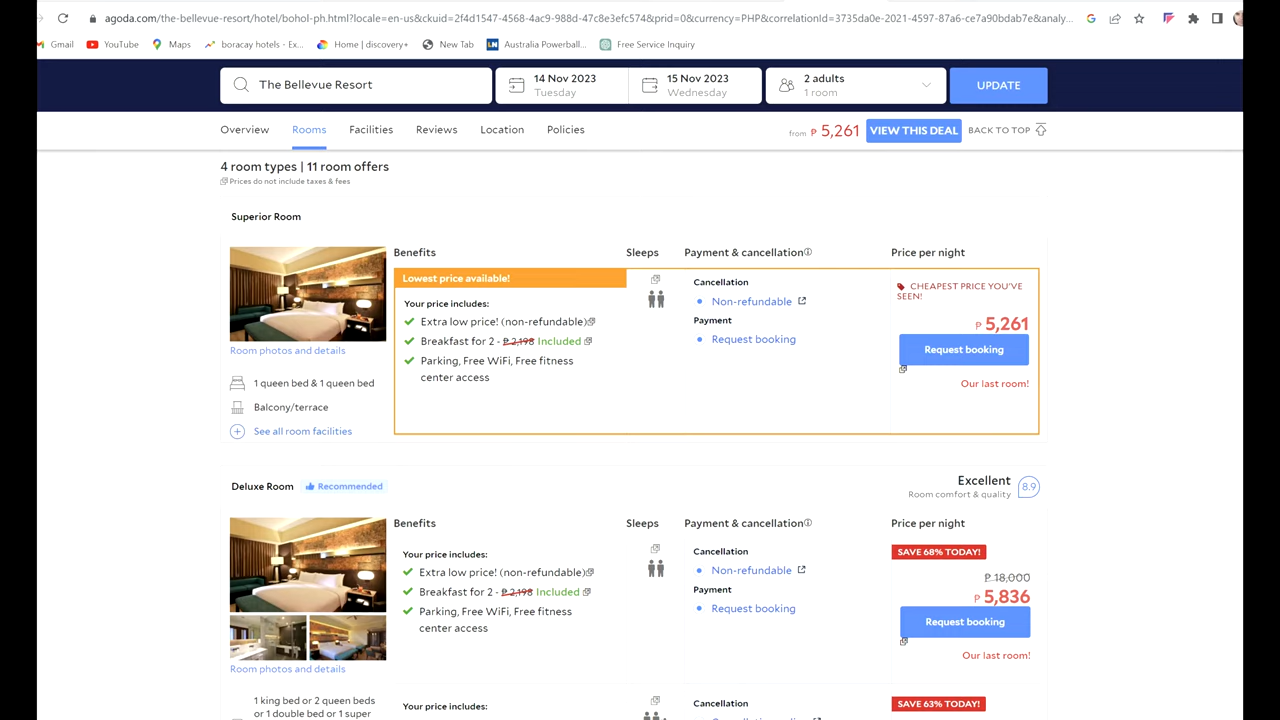 agoda.com/the-bellevue-resort/hotel/bohol-ph.html?locale=en-us&ckuid=2f4d1547-4568-4ac9-988d-47c8e3efc574&prid=0&currency=PHP&correlationId=3735da0e-2021-4597-87a6-ce7a90bdab7e&analy...
Gmail YouTube Maps boracay hotels - Ex... Home | discovery+ New Tab Australia Powerball... Free Service Inquiry
The Bellevue Resort
14 Nov 2023
Tuesday
15 Nov 2023
Wednesday
2 adults
1 room
UPDATE
Overview Rooms Facilities Reviews Location Policies
from ₱ 5,261 VIEW THIS DEAL BACK TO TOP
4 room types | 11 room offers
Prices do not include taxes & fees
Superior Room
Benefits Sleeps Payment & cancellation Price per night
Room photos and details
1 queen bed & 1 queen bed
Balcony/terrace
See all room facilities
Lowest price available!
Your price includes:
Extra low price! (non-refundable)
Breakfast for 2 - ₱ 2,198 Included
Parking, Free WiFi, Free fitness
center access
Cancellation
Non-refundable
Payment
Request booking
CHEAPEST PRICE YOU'VE
SEEN!
₱ 5,261
Request booking
Our last room!
Deluxe Room Recommended
Excellent
Room comfort & quality
8.9
Benefits Sleeps Payment & cancellation Price per night
Room photos and details
1 king bed or 2 queen beds
or 1 double bed or 1 super
Your price includes:
Extra low price! (non-refundable)
Breakfast for 2 - ₱ 2,198 Included
Parking, Free WiFi, Free fitness
center access
Cancellation
Non-refundable
Payment
Request booking
SAVE 68% TODAY!
₱ 18,000
₱ 5,836
Request booking
Our last room!
Your price includes:
Cancellation
SAVE 63% TODAY!